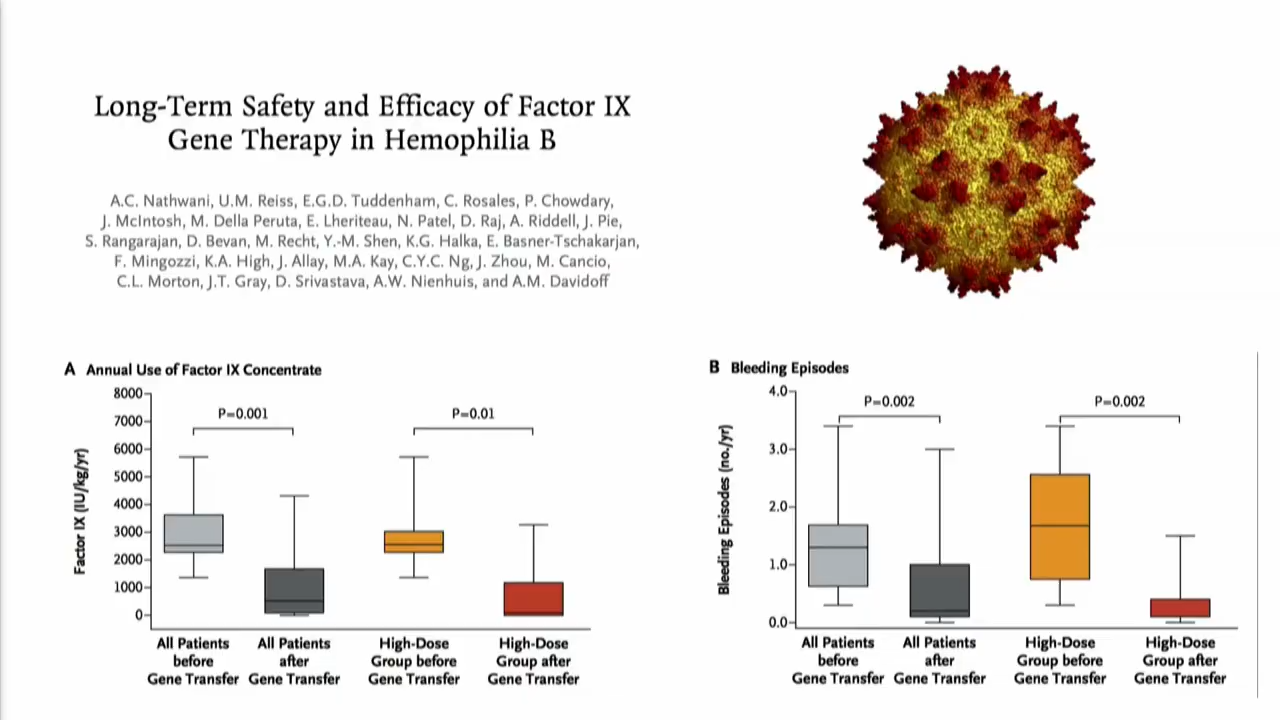 Long-Term Safety and Efficacy of Factor IX
Gene Therapy in Hemophilia B
A.C. Nathwani, U.M. Reiss, E.G.D. Tuddenham, C. Rosales, P. Chowdary,
J. McIntosh, M. Della Peruta, E. Lheriteau, N. Patel, D. Raj, A. Riddell, J. Pie,
S. Rangarajan, D. Bevan, M. Recht, Y.-M. Shen, K.G. Halka, E. Basner-Tschakarjan,
F. Mingozzi, K.A. High, J. Allay, M.A. Kay, C.Y.C. Ng, J. Zhou, M. Cancio,
C.L. Morton, J.T. Gray, D. Srivastava, A.W. Nienhuis, and A.M. Davidoff
A Annual Use of Factor IX Concentrate
Factor IX (IU/kg/yr)
8000
7000
6000
5000
4000
3000
2000
1000
0
P=0.001
P=0.01
All Patients
before
Gene Transfer
All Patients
after
Gene Transfer
High-Dose
Group before
Gene Transfer
High-Dose
Group after
Gene Transfer
B Bleeding Episodes
Bleeding Episodes (no./yr)
4.0
3.0
2.0
1.0
0.0
P=0.002
P=0.002
All Patients
before
Gene Transfer
All Patients
after
Gene Transfer
High-Dose
Group before
Gene Transfer
High-Dose
Group after
Gene Transfer